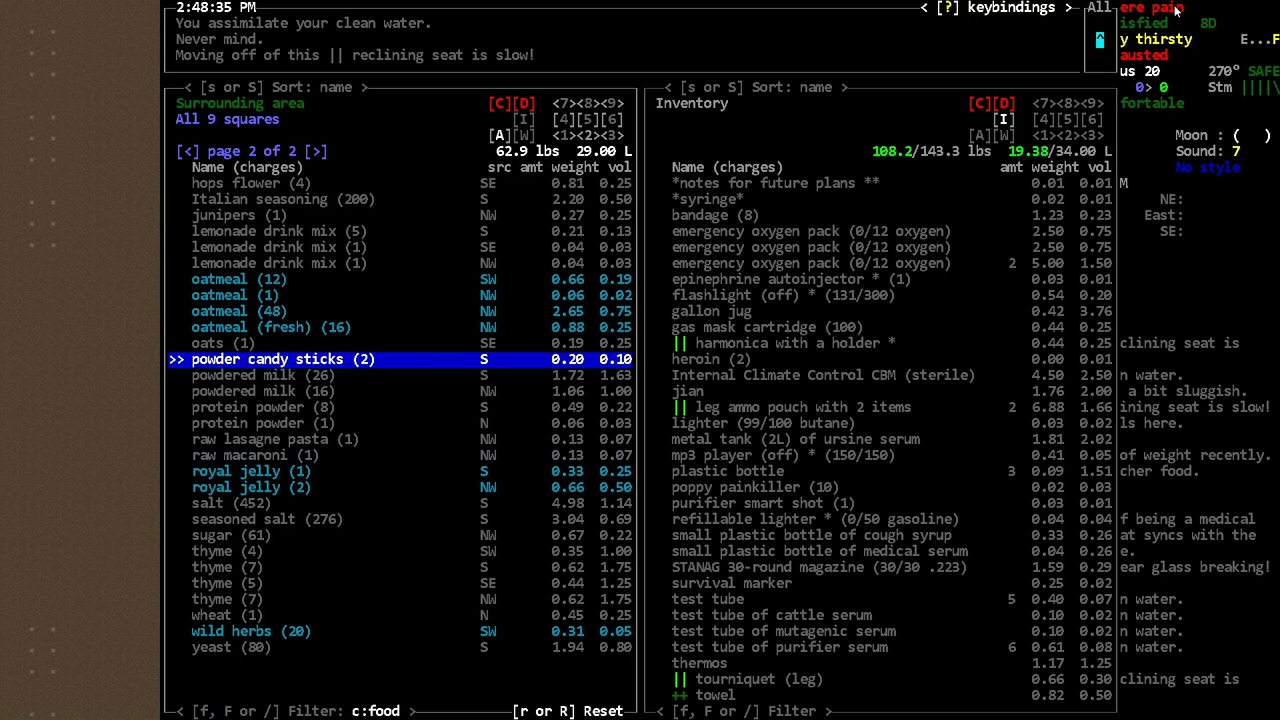 2:48:35 PM < [?] keybindings > All ere pain
You assimilate your clean water. isfied 8D
Never mind. ^ y thirsty E...F
Moving off of this || reclining seat is slow! austed
us 20 270° SAFE
< [s or S] Sort: name > < [s or S] Sort: name > 0> 0 Stm ||||\
Surrounding area [C][D] <7><8><9> Inventory [C][D] <7><8><9> fortable
All 9 squares [I] [4][5][6] [I] [4][5][6]
[A][W] <1><2><3> [A][W] <1><2><3> Moon : ( )
[<] page 2 of 2 [>] 62.9 lbs 29.00 L 108.2/143.3 lbs 19.38/34.00 L Sound: 7
Name (charges) src amt weight vol Name (charges) amt weight vol No style
hops flower (4) SE 0.81 0.25 *notes for future plans ** 0.01 0.01 M
Italian seasoning (200) S 2.20 0.50 *syringe* 0.02 0.01 NE:
junipers (1) NW 0.27 0.25 bandage (8) 1.23 0.23 East:
lemonade drink mix (5) S 0.21 0.13 emergency oxygen pack (0/12 oxygen) 2.50 0.75 SE:
lemonade drink mix (1) SE 0.04 0.03 emergency oxygen pack (0/12 oxygen) 2.50 0.75
lemonade drink mix (1) NW 0.04 0.03 emergency oxygen pack (0/12 oxygen) 2 5.00 1.50
oatmeal (12) SW 0.66 0.19 epinephrine autoinjector * (1) 0.03 0.01
oatmeal (1) NW 0.06 0.02 flashlight (off) * (131/300) 0.54 0.20
oatmeal (48) NW 2.65 0.75 gallon jug 0.42 3.76
oatmeal (fresh) (16) NW 0.88 0.25 gas mask cartridge (100) 0.44 0.25
oats (1) SE 0.19 0.25 || harmonica with a holder * 0.44 0.25 clining seat is
>> powder candy sticks (2) S 0.20 0.10 heroin (2) 0.00 0.01
powdered milk (26) S 1.72 1.63 Internal Climate Control CBM (sterile) 4.50 2.50 n water.
powdered milk (16) NW 1.06 1.00 jian 1.76 2.00 a bit sluggish.
protein powder (8) S 0.49 0.22 || leg ammo pouch with 2 items 2 6.88 1.66 ining seat is slow!
protein powder (1) N 0.06 0.03 lighter (99/100 butane) 0.03 0.02 ls here.
raw lasagne pasta (1) NW 0.13 0.07 metal tank (2L) of ursine serum 1.81 2.02
raw macaroni (1) NW 0.13 0.07 mp3 player (off) * (150/150) 0.41 0.05 of weight recently.
royal jelly (1) S 0.33 0.25 plastic bottle 3 0.09 1.51 cher food.
royal jelly (2) NW 0.66 0.50 poppy painkiller (10) 0.02 0.03
salt (452) S 4.98 1.14 purifier smart shot (1) 0.03 0.01
seasoned salt (276) S 3.04 0.69 refillable lighter * (0/50 gasoline) 0.04 0.04 f being a medical
sugar (61) NW 0.67 0.22 small plastic bottle of cough syrup 0.33 0.26 at syncs with the
thyme (4) SW 0.35 1.00 small plastic bottle of medical serum 0.04 0.26 e.
thyme (7) S 0.62 1.75 STANAG 30-round magazine (30/30 .223) 1.59 0.29 ear glass breaking!
thyme (5) SE 0.44 1.25 survival marker 0.25 0.02
thyme (7) NW 0.62 1.75 test tube 5 0.40 0.07 n water.
wheat (1) N 0.45 0.25 test tube of cattle serum 0.10 0.02 n water.
wild herbs (20) SW 0.31 0.05 test tube of mutagenic serum 0.10 0.02 n water.
yeast (80) S 1.94 0.80 test tube of purifier serum 6 0.61 0.08 n water.
thermos 1.17 1.25
|| tourniquet (leg) 0.66 0.30 clining seat is
++ towel 0.82 0.50
< [f, F or /] Filter: c:food > [r or R] Reset < [f, F or /] Filter >